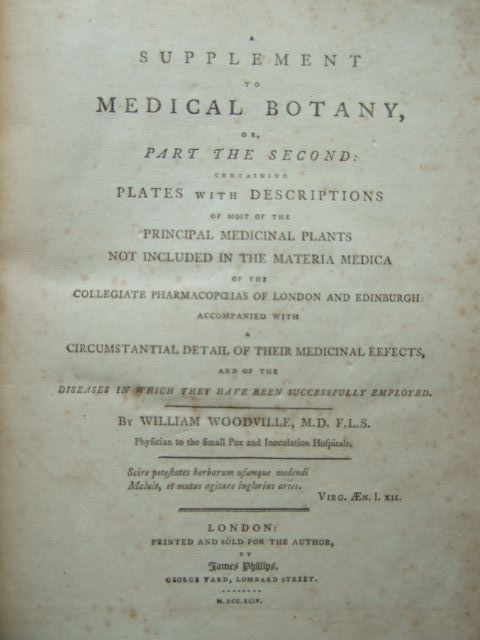 A
SUPPLEMENT
TO
MEDICAL BOTANY,
OR,
PART THE SECOND:
CONTAINING
PLATES WITH DESCRIPTIONS
OF MOST OF THE
PRINCIPAL MEDICINAL PLANTS
NOT INCLUDED IN THE MATERIA MEDICA
OF THE
COLLEGIATE PHARMACOPŒIAS OF LONDON AND EDINBURGH:
ACCOMPANIED WITH
A
CIRCUMSTANTIAL DETAIL OF THEIR MEDICINAL EFFECTS,
AND OF THE
DISEASES IN WHICH THEY HAVE BEEN SUCCESSFULLY EMPLOYED.
BY WILLIAM WOODVILLE, M.D. F.L.S.
Phyſician to the Small Pox and Inoculation Hoſpitals.
Scire poteſtates herbarum uſumque medendi
Maluit, et mutas agitare inglorius artes.
VIRG. ÆN. l. XII.
LONDON:
PRINTED AND SOLD FOR THE AUTHOR,
BY
James Phillips,
GEORGE YARD, LOMBARD STREET.
M.DCC.XCIV.